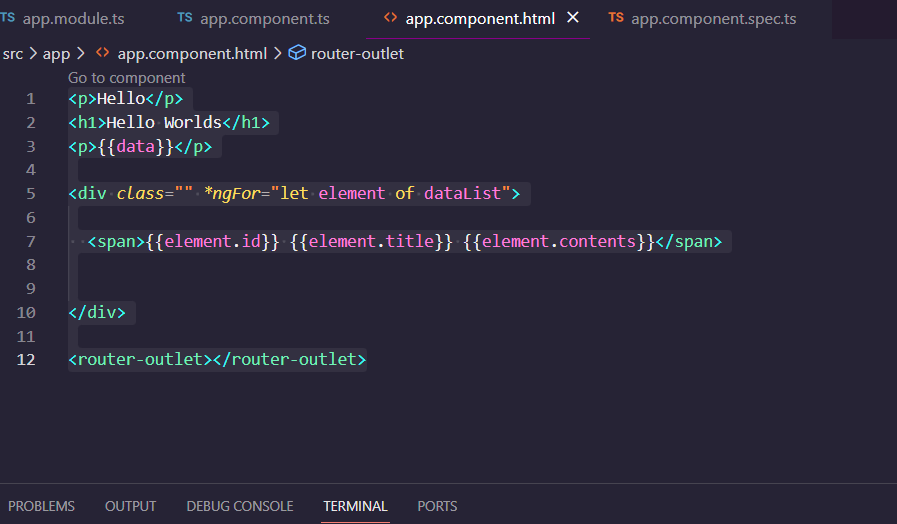 TS app.module.ts TS app.component.ts <> app.component.html × TS app.component.spec.ts
src > app > <> app.component.html > router-outlet
Go to component
1 <p>Hello</p>
2 <h1>Hello Worlds</h1>
3 <p>{{data}}</p>
4
5 <div class="" *ngFor="let element of dataList">
6
7 <span>{{element.id}} {{element.title}} {{element.contents}}</span>
8
9
10 </div>
11
12 <router-outlet></router-outlet>
PROBLEMS OUTPUT DEBUG CONSOLE TERMINAL PORTS